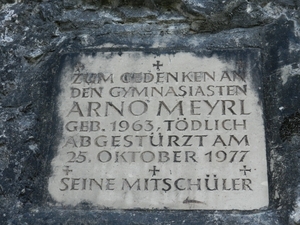 ZUM GEDENKEN AN
DEN GYMNASIASTEN
ARNO MEYRL
GEB. 1963, TÖDLICH
ABGESTÜRZT AM
25. OKTOBER 1977
SEINE MITSCHÜLER